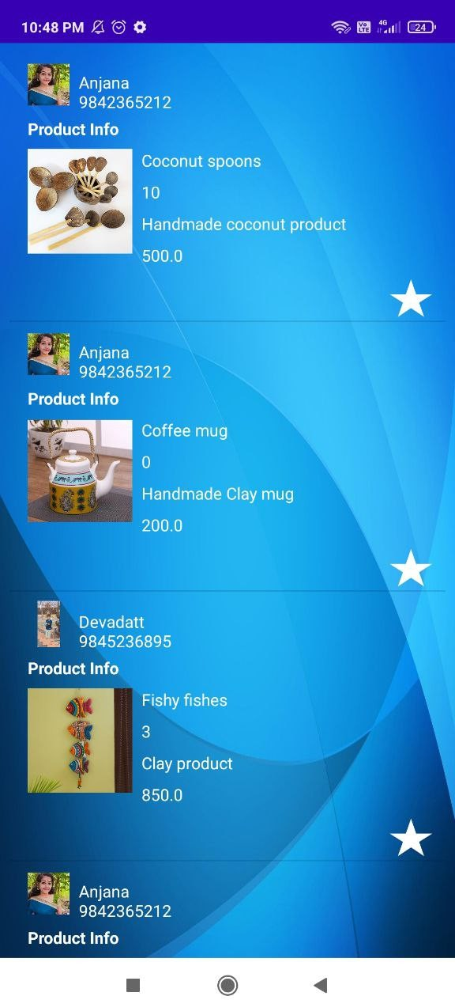 10:48 PM
Vo LTE 4G 24
Anjana
9842365212
Product Info
Coconut spoons
10
Handmade coconut product
500.0
Anjana
9842365212
Product Info
Coffee mug
0
Handmade Clay mug
200.0
Devadatt
9845236895
Product Info
Fishy fishes
3
Clay product
850.0
Anjana
9842365212
Product Info